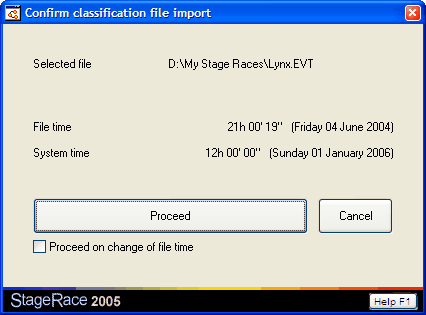 Confirm classification file import
Selected file D:\My Stage Races\Lynx.EVT
File time 21h 00' 19'' (Friday 04 June 2004)
System time 12h 00' 00'' (Sunday 01 January 2006)
Proceed Cancel
Proceed on change of file time
StageRace 2005 Help F1